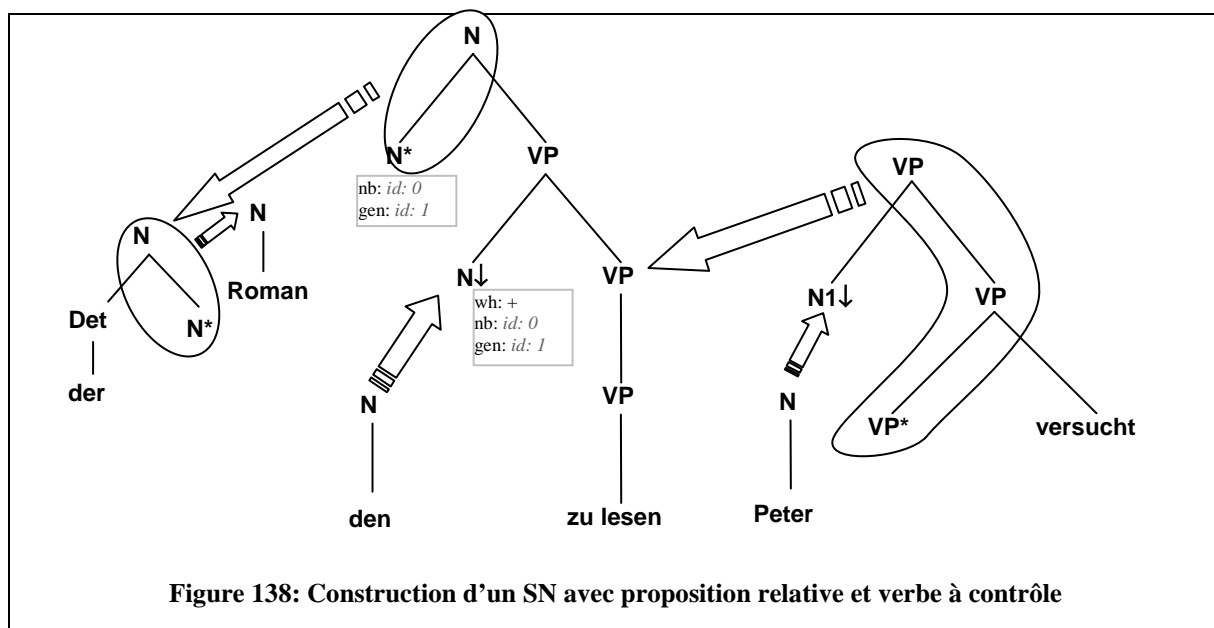 N
N*
VP
VP
nb: id: 0
gen: id: 1
N
N
Roman
Det
N*
der
N↓
VP
wh: +
nb: id: 0
gen: id: 1
N1↓
VP
N
VP
N
VP*
versucht
den
zu lesen
Peter
Figure 138: Construction d'un SN avec proposition relative et verbe à contrôle